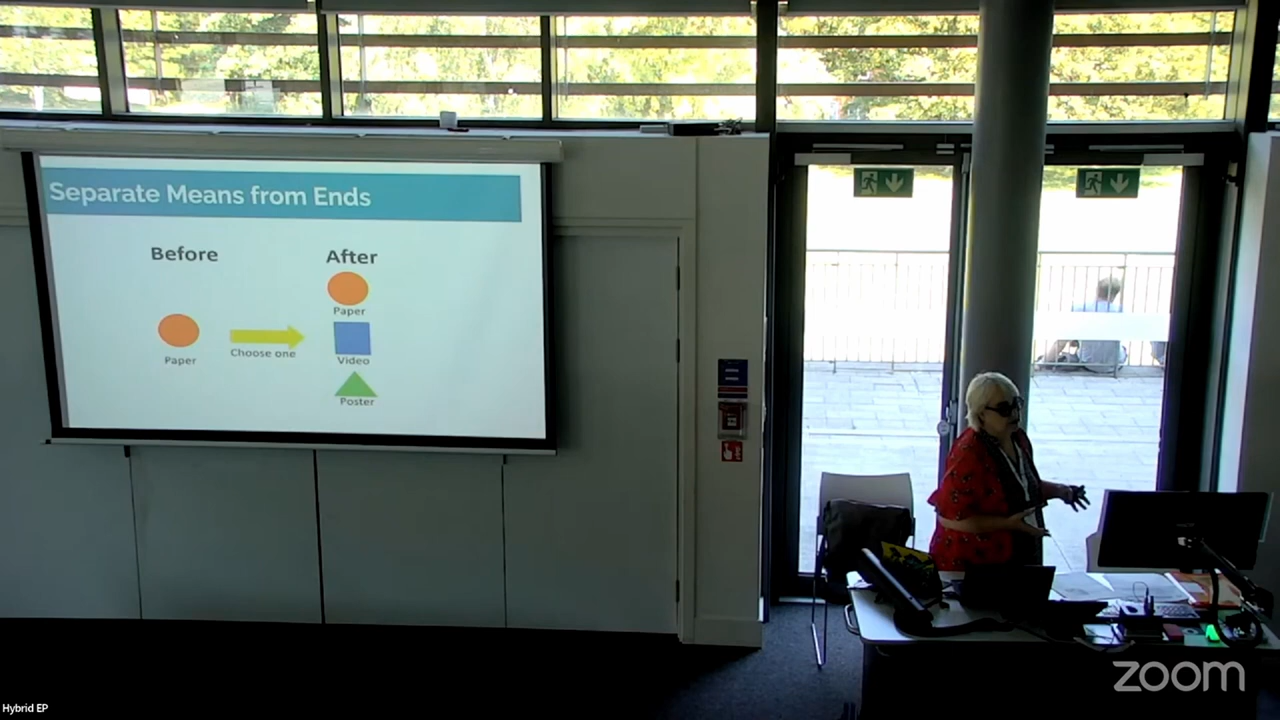 Separate Means from Ends
Before
After
Paper
Paper
Choose one
Video
Poster
zoom
Hybrid EP